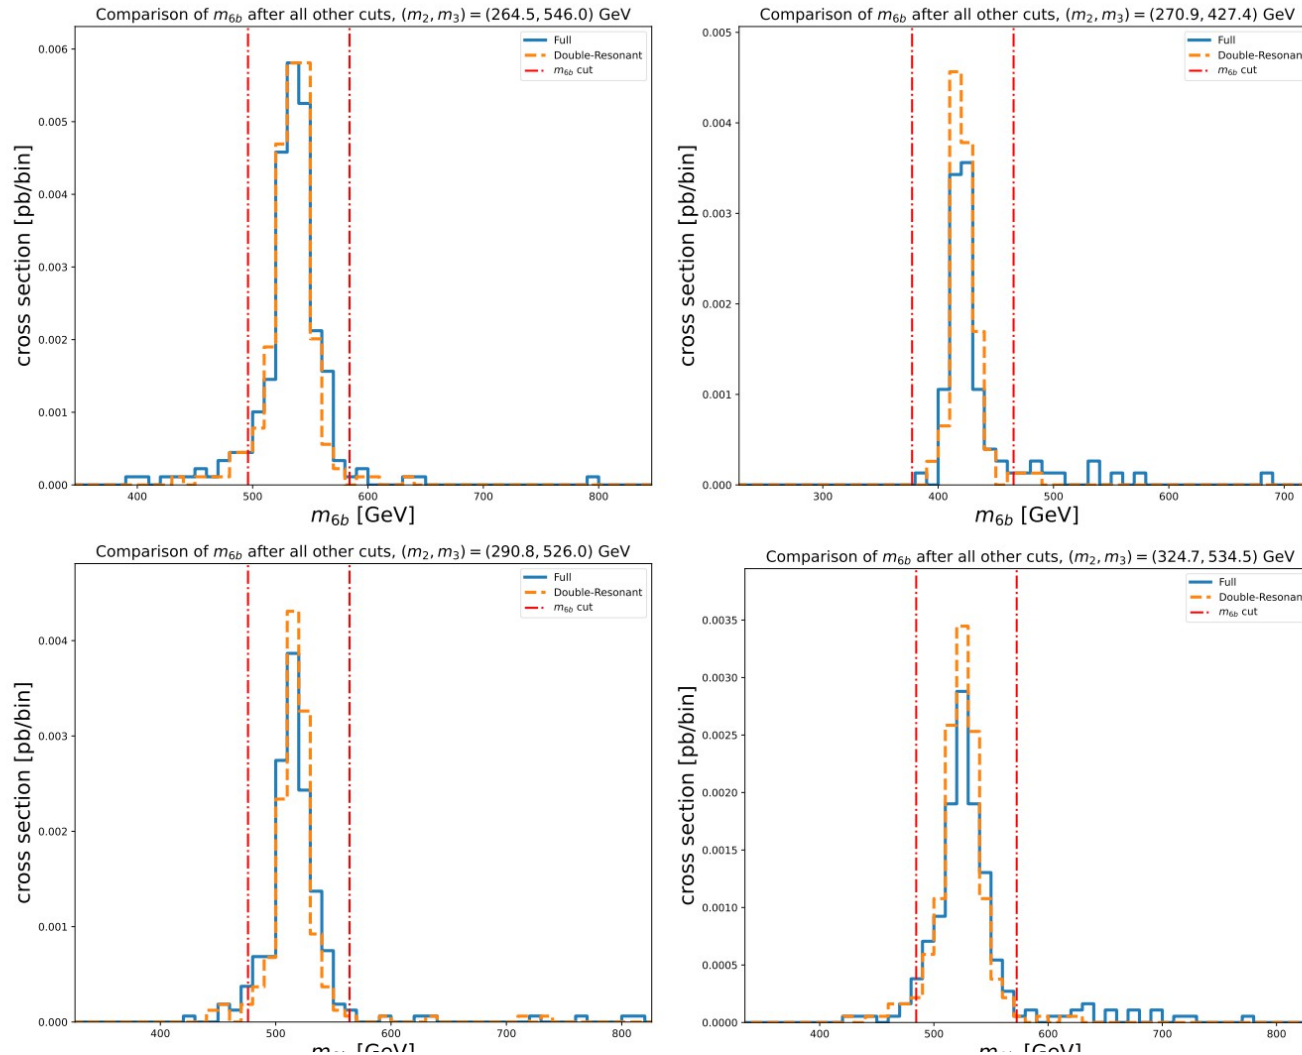 Comparison of m6b after all other cuts, (m2, m3) = (264.5, 546.0) GeV
0.006
0.005
0.004
0.003
0.002
0.001
0.000
cross section [pb/bin]
Full
Double-Resonant
m6b cut
400 500 600 700 800
m6b [GeV]
Comparison of m6b after all other cuts, (m2, m3) = (270.9, 427.4) GeV
0.005
0.004
0.003
0.002
0.001
0.000
cross section [pb/bin]
Full
Double-Resonant
m6b cut
300 400 500 600 700
m6b [GeV]
Comparison of m6b after all other cuts, (m2, m3) = (290.8, 526.0) GeV
0.004
0.003
0.002
0.001
0.000
cross section [pb/bin]
Full
Double-Resonant
m6b cut
400 500 600 700 800
m6b [GeV]
Comparison of m6b after all other cuts, (m2, m3) = (324.7, 534.5) GeV
0.0035
0.0030
0.0025
0.0020
0.0015
0.0010
0.0005
0.0000
cross section [pb/bin]
Full
Double-Resonant
m6b cut
400 500 600 700 800
m6b [GeV]